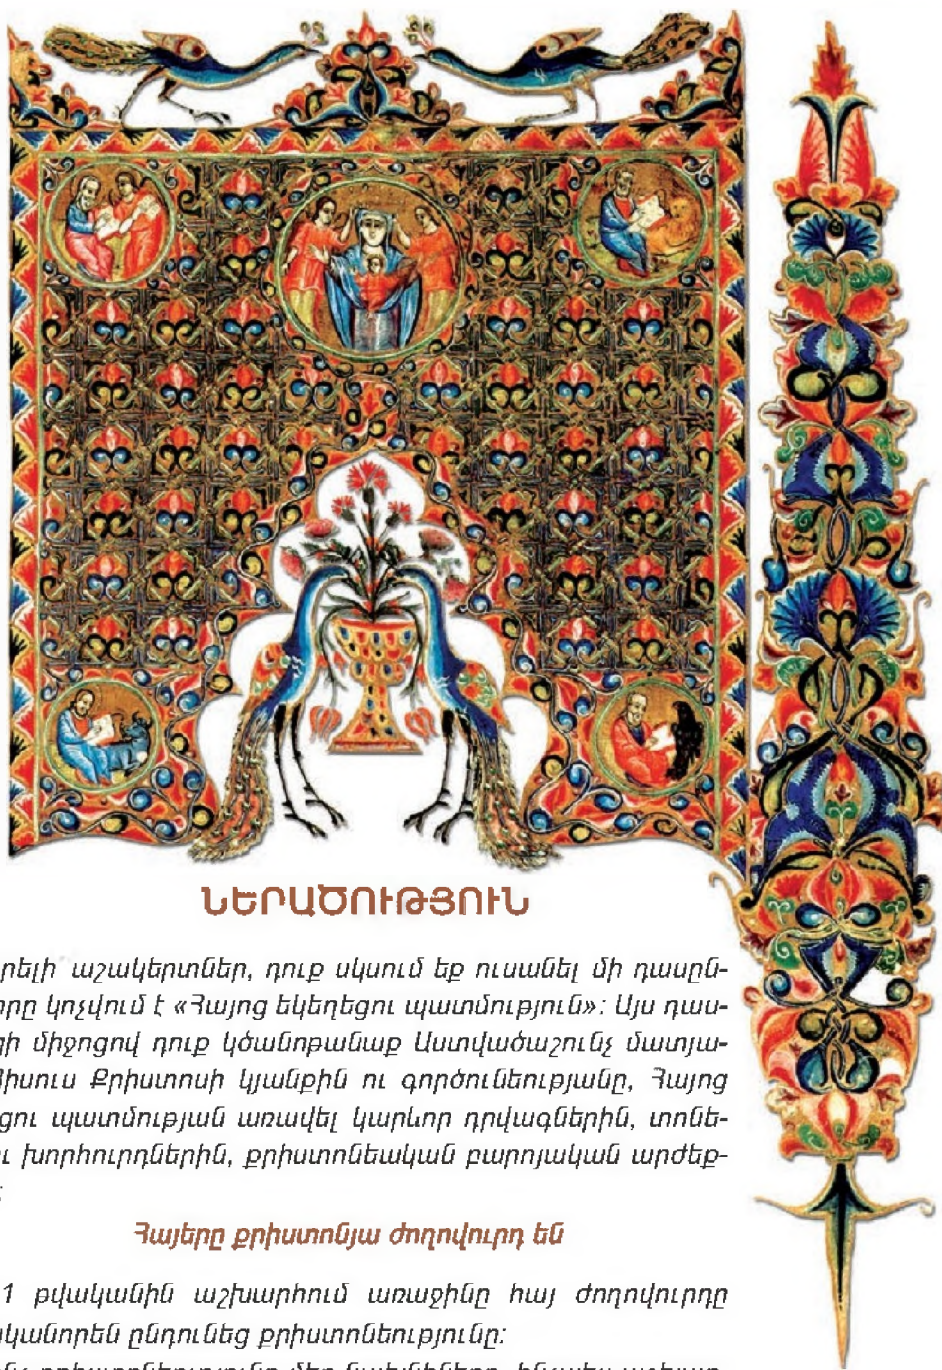 ՆԵՐԱԾՈՒԹՅՈՒՆ
րելի աշակերտներ, դուք սկսում եք ուսանել մի դասըն-
որը կոչվում է «Հայոց եկեղեցու պատմություն»: Այս դաս-
ցի միջոցով դուք կծանոթանաք Աստվածաշունչ մատյա-
Հիսուս Քրիստոսի կյանքին ու գործունեությանը, Հայոց
ցու պատմության առավել կարևոր դրվագներին, տոնե-
ւ խորհուրդներին, քրիստոնեական բարոյական արժեք-
Հայերը քրիստոնյա ժողովուրդ են
1 թվականին աշխարհում առաջինը հայ ժողովուրդը
կանորեն ընդունեց քրիստոնեությունը: